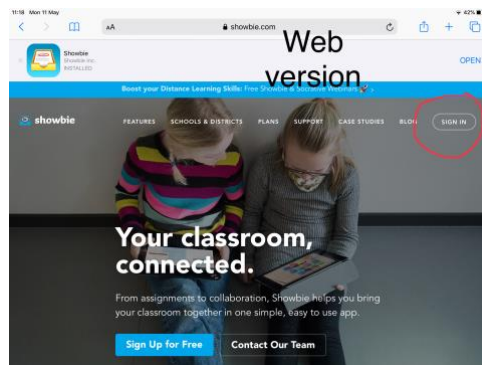 11:18 Mon 11 May
42%
AA
showbie.com
Web
version
Showbie
Showbie Inc.
INSTALLED
OPEN
Boost your Distance Learning Skills: Free Showbie & Socrative Webinars
showbie
FEATURES
SCHOOLS & DISTRICTS
PLANS
SUPPORT
CASE STUDIES
SIGN IN
Your classroom,
connected.
From assignments to collaboration, Showbie helps you bring
your classroom together in one simple, easy to use app.
Sign Up for Free
Contact Our Team